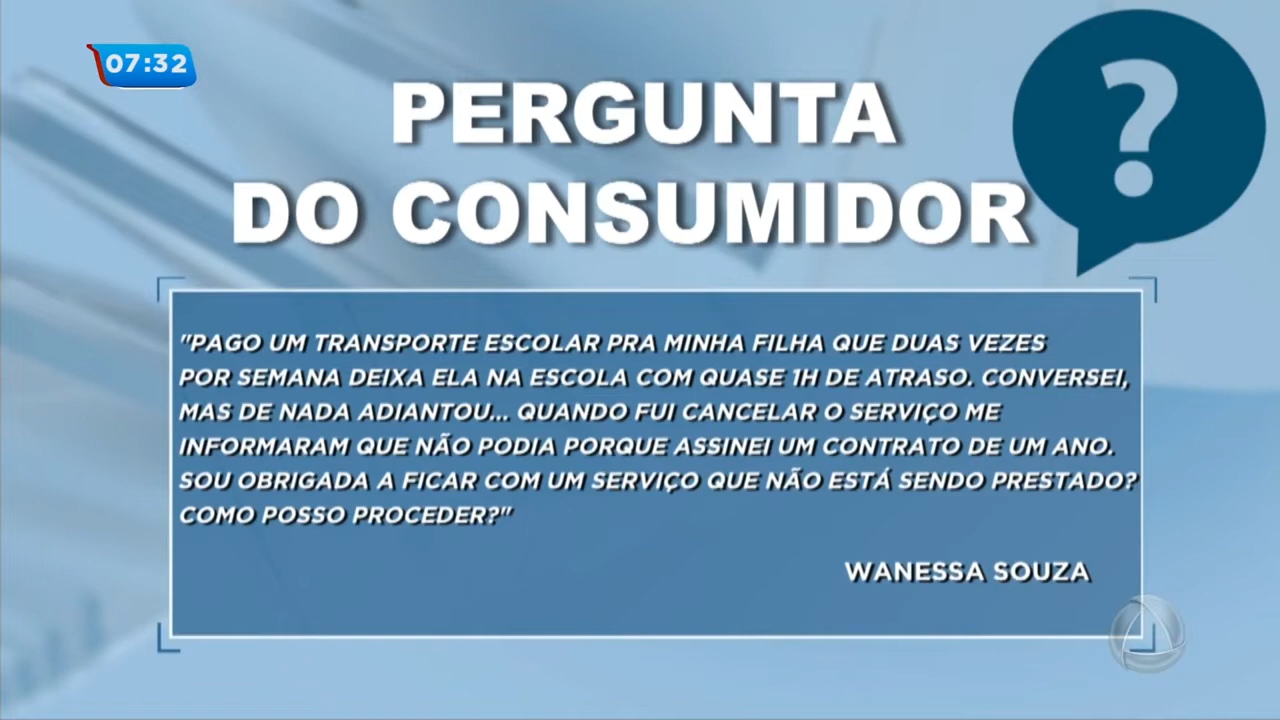 07:32
PERGUNTA
DO CONSUMIDOR
?
"PAGO UM TRANSPORTE ESCOLAR PRA MINHA FILHA QUE DUAS VEZES
POR SEMANA DEIXA ELA NA ESCOLA COM QUASE 1H DE ATRASO. CONVERSEI,
MAS DE NADA ADIANTOU... QUANDO FUI CANCELAR O SERVIÇO ME
INFORMARAM QUE NÃO PODIA PORQUE ASSINEI UM CONTRATO DE UM ANO.
SOU OBRIGADA A FICAR COM UM SERVIÇO QUE NÃO ESTÁ SENDO PRESTADO?
COMO POSSO PROCEDER?"
WANESSA SOUZA